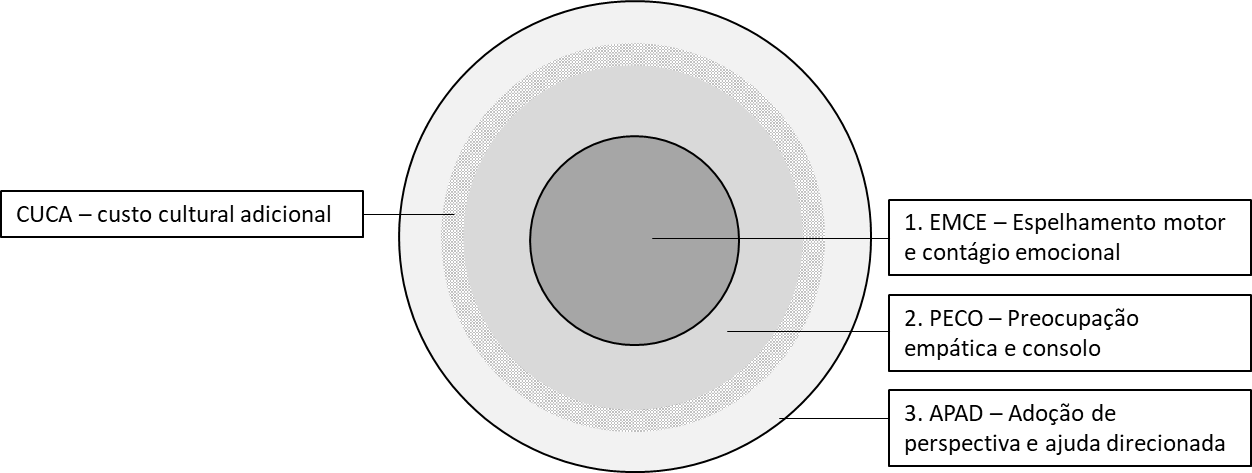 CUCA – custo cultural adicional
1. EMCE – Espelhamento motor
e contágio emocional
2. PECO – Preocupação
empática e consolo
3. APAD – Adoção de
perspectiva e ajuda direcionada